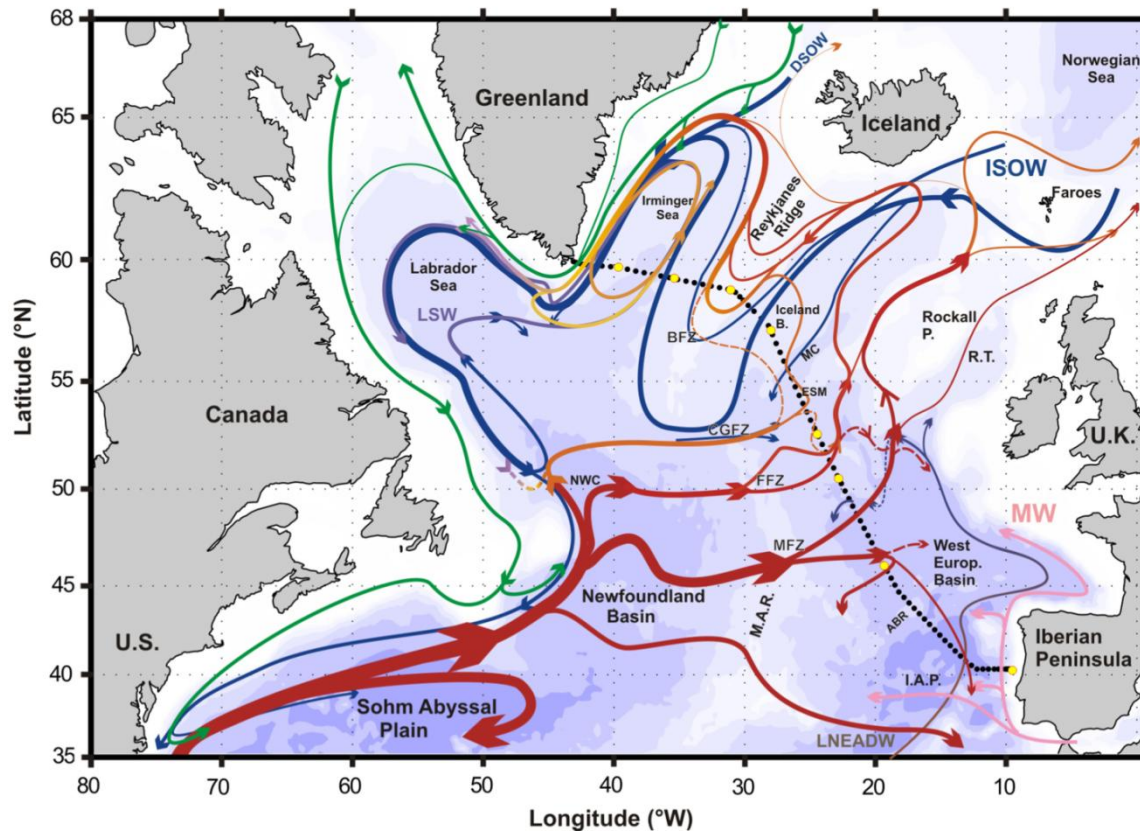 68
65
60
55
50
45
40
35
Latitude (°N)
80
70
60
50
40
30
20
10
Longitude (°W)
Greenland
DSOW
Iceland
Norwegian
Sea
ISOW
Faroes
Irminger
Sea
Reykjanes
Ridge
Labrador
Sea
LSW
Iceland
B.
BFZ
MC
Rockall
P.
R.T.
ESM
Canada
CGFZ
U.K.
NWC
FFZ
MW
MFZ
West
Europ.
Basin
Newfoundland
Basin
M.A.R.
ABR
U.S.
Iberian
Peninsula
I.A.P.
Sohm Abyssal
Plain
LNEADW